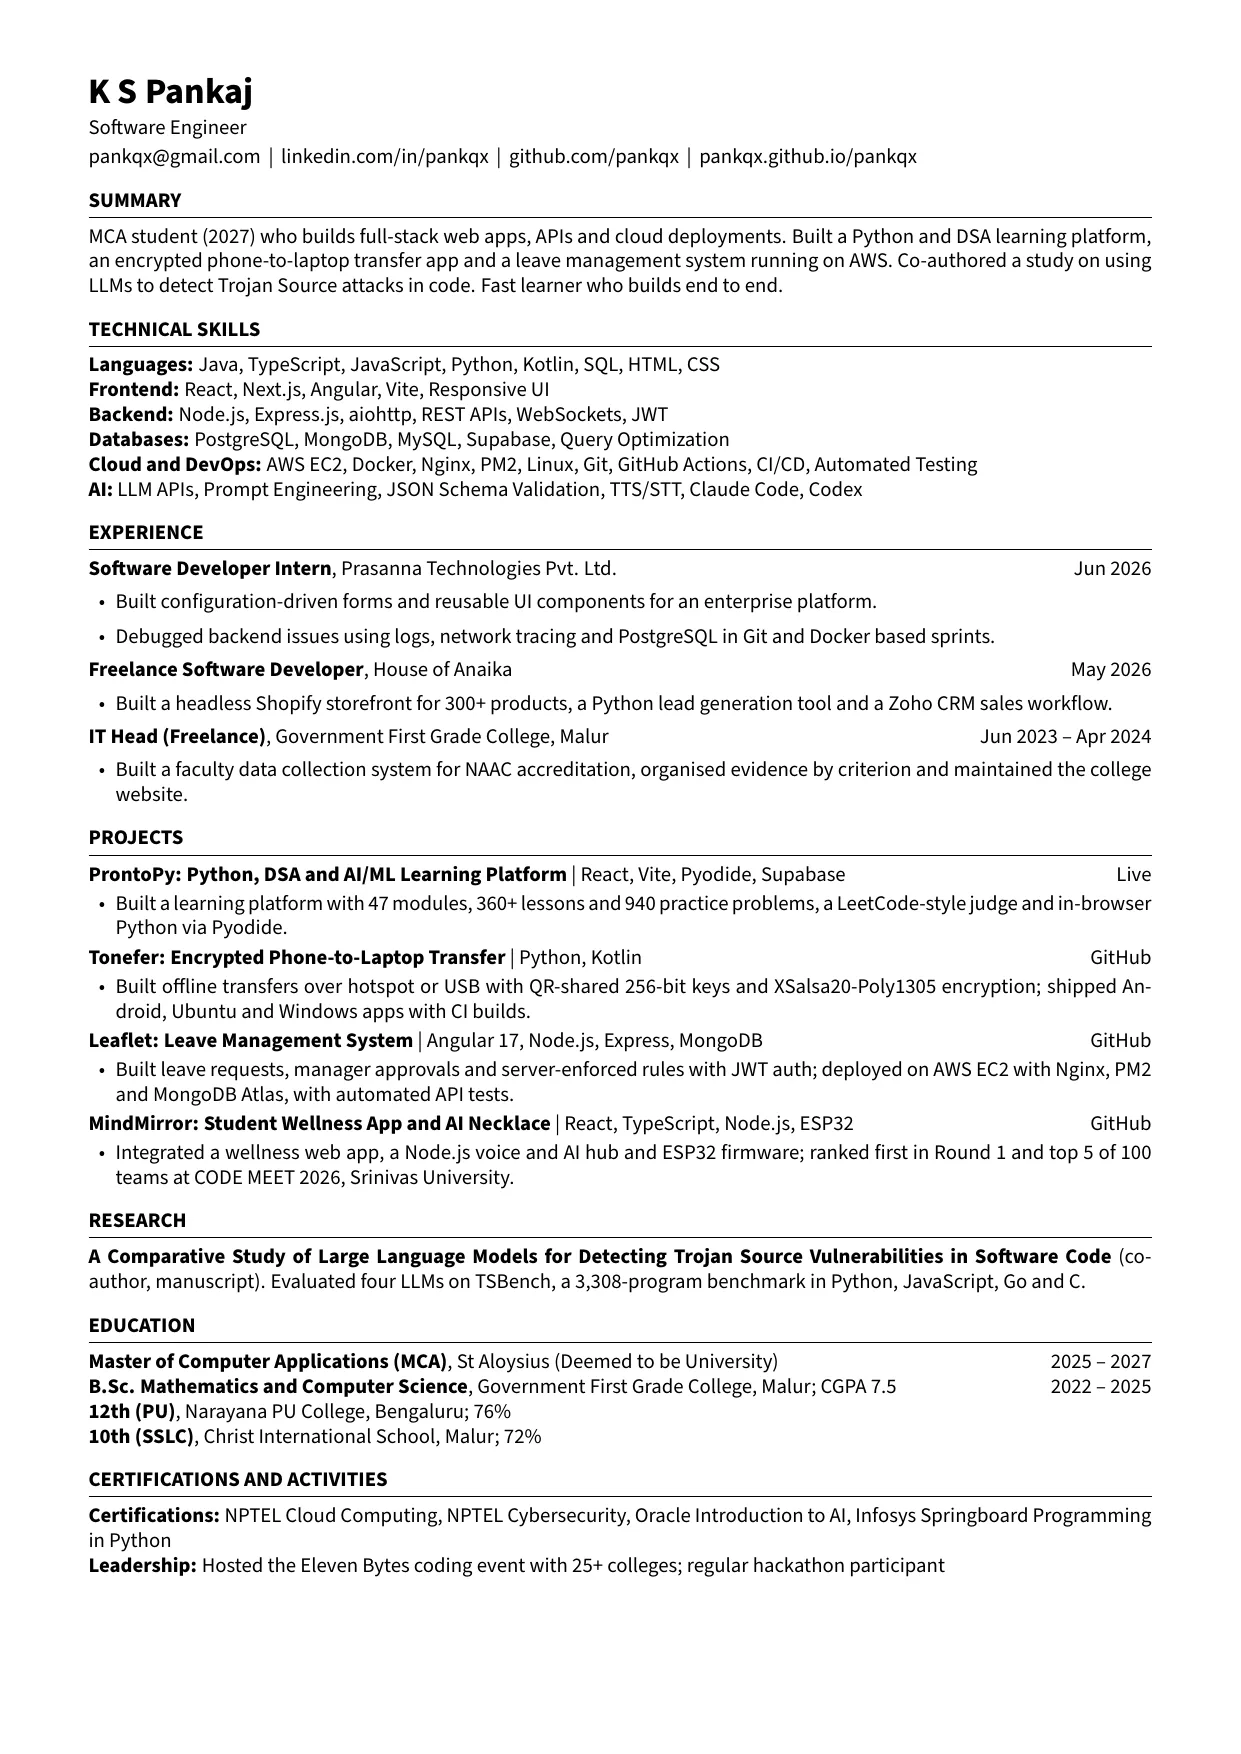 K S Pankaj
Software Engineer
pankqx@gmail.com | linkedin.com/in/pankqx | github.com/pankqx | pankqx.github.io/pankqx
SUMMARY
MCA student (2027) who builds full-stack web apps, APIs and cloud deployments. Built a Python and DSA learning platform,
an encrypted phone-to-laptop transfer app and a leave management system running on AWS. Co-authored a study on using
LLMs to detect Trojan Source attacks in code. Fast learner who builds end to end.
TECHNICAL SKILLS
Languages: Java, TypeScript, JavaScript, Python, Kotlin, SQL, HTML, CSS
Frontend: React, Next.js, Angular, Vite, Responsive UI
Backend: Node.js, Express.js, aiohttp, REST APIs, WebSockets, JWT
Databases: PostgreSQL, MongoDB, MySQL, Supabase, Query Optimization
Cloud and DevOps: AWS EC2, Docker, Nginx, PM2, Linux, Git, GitHub Actions, CI/CD, Automated Testing
AI: LLM APIs, Prompt Engineering, JSON Schema Validation, TTS/STT, Claude Code, Codex
EXPERIENCE
Software Developer Intern, Prasanna Technologies Pvt. Ltd. Jun 2026
• Built configuration-driven forms and reusable UI components for an enterprise platform.
• Debugged backend issues using logs, network tracing and PostgreSQL in Git and Docker based sprints.
Freelance Software Developer, House of Anaika May 2026
• Built a headless Shopify storefront for 300+ products, a Python lead generation tool and a Zoho CRM sales workflow.
IT Head (Freelance), Government First Grade College, Malur Jun 2023 – Apr 2024
• Built a faculty data collection system for NAAC accreditation, organised evidence by criterion and maintained the college
website.
PROJECTS
ProntoPy: Python, DSA and AI/ML Learning Platform | React, Vite, Pyodide, Supabase Live
• Built a learning platform with 47 modules, 360+ lessons and 940 practice problems, a LeetCode-style judge and in-browser
Python via Pyodide.
Tonefer: Encrypted Phone-to-Laptop Transfer | Python, Kotlin GitHub
• Built offline transfers over hotspot or USB with QR-shared 256-bit keys and XSalsa20-Poly1305 encryption; shipped An-
droid, Ubuntu and Windows apps with CI builds.
Leaflet: Leave Management System | Angular 17, Node.js, Express, MongoDB GitHub
• Built leave requests, manager approvals and server-enforced rules with JWT auth; deployed on AWS EC2 with Nginx, PM2
and MongoDB Atlas, with automated API tests.
MindMirror: Student Wellness App and AI Necklace | React, TypeScript, Node.js, ESP32 GitHub
• Integrated a wellness web app, a Node.js voice and AI hub and ESP32 firmware; ranked first in Round 1 and top 5 of 100
teams at CODE MEET 2026, Srinivas University.
RESEARCH
A Comparative Study of Large Language Models for Detecting Trojan Source Vulnerabilities in Software Code (co-
author, manuscript). Evaluated four LLMs on TSBench, a 3,308-program benchmark in Python, JavaScript, Go and C.
EDUCATION
Master of Computer Applications (MCA), St Aloysius (Deemed to be University) 2025 – 2027
B.Sc. Mathematics and Computer Science, Government First Grade College, Malur; CGPA 7.5 2022 – 2025
12th (PU), Narayana PU College, Bengaluru; 76%
10th (SSLC), Christ International School, Malur; 72%
CERTIFICATIONS AND ACTIVITIES
Certifications: NPTEL Cloud Computing, NPTEL Cybersecurity, Oracle Introduction to AI, Infosys Springboard Programming
in Python
Leadership: Hosted the Eleven Bytes coding event with 25+ colleges; regular hackathon participant